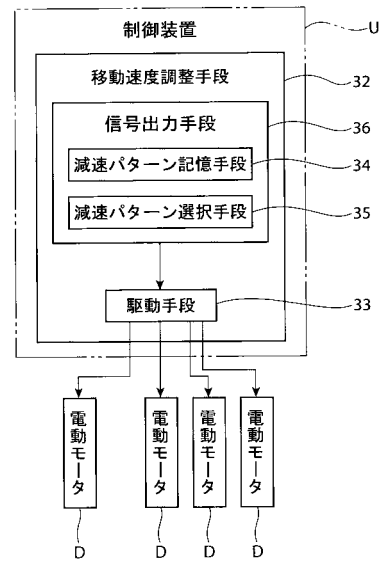 制御装置
U
移動速度調整手段
32
信号出力手段
36
減速パターン記憶手段
34
減速パターン選択手段
35
駆動手段
33
電動モータ
電動モータ
電動モータ
電動モータ
D
D
D
D